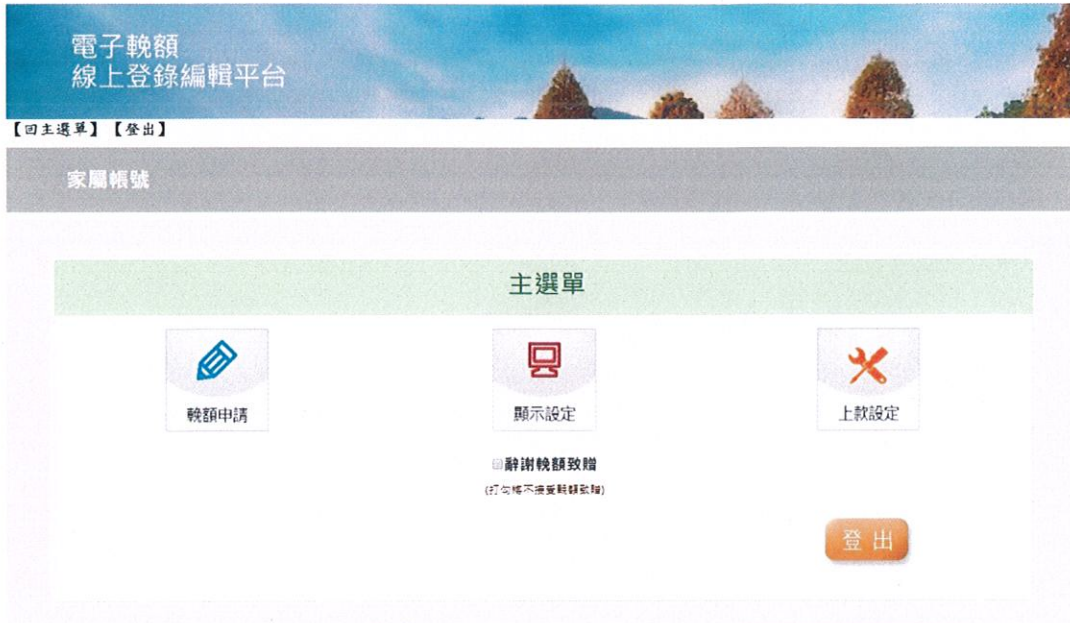 電子輓額
線上登錄編輯平台
【回主選單】【登出】
家屬帳號
主選單
輓額申請
顯示設定
上款設定
辭謝輓額致贈
(打勾將不接受輓額致贈)
登出